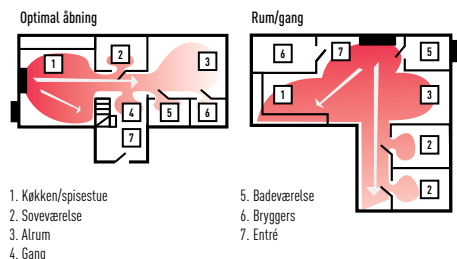 Optimal åbning
1
2
3
4
5
6
7
Rum/gang
6
7
5
1
3
2
2
1. Køkken/spisestue
2. Soveværelse
3. Alrum
4. Gang
5. Badeværelse
6. Bryggers
7. Entré